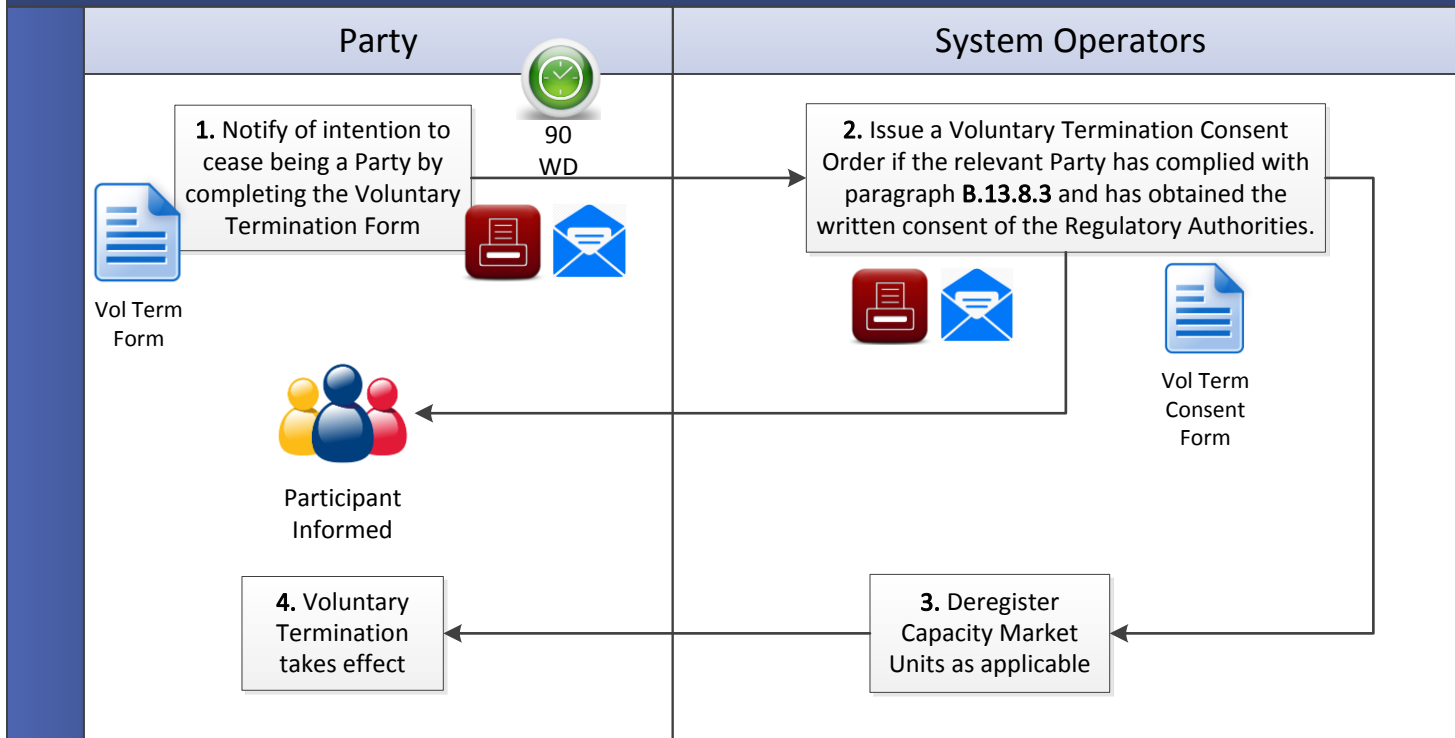 Party
System Operators
90
WD
1. Notify of intention to
cease being a Party by
completing the Voluntary
Termination Form
Vol Term
Form
2. Issue a Voluntary Termination Consent
Order if the relevant Party has complied with
paragraph B.13.8.3 and has obtained the
written consent of the Regulatory Authorities.
Vol Term
Consent
Form
Participant
Informed
3. Deregister
Capacity Market
Units as applicable
4. Voluntary
Termination
takes effect